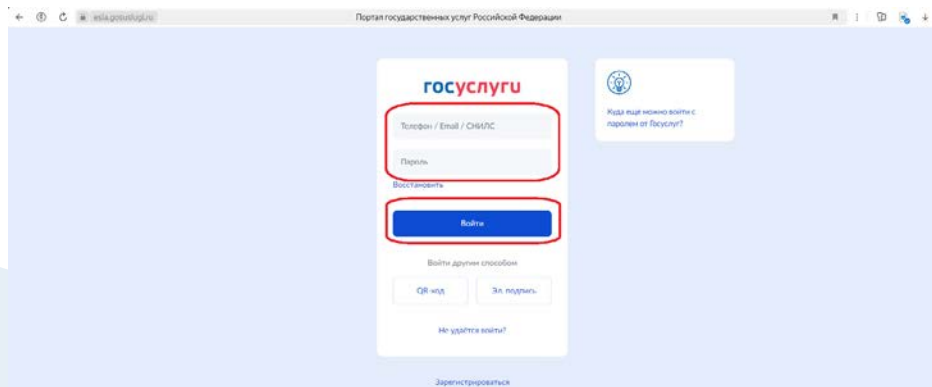 esia.gosuslugi.ru
Портал государственных услуг Российской Федерации
госуслуги
Телефон / Email / СНИЛС
Пароль
Восстановить
Войти
Войти другим способом
QR-код
Эл. подпись
Не удаётся войти?
Зарегистрироваться
Куда ещё можно войти с
паролем от Госуслуг?